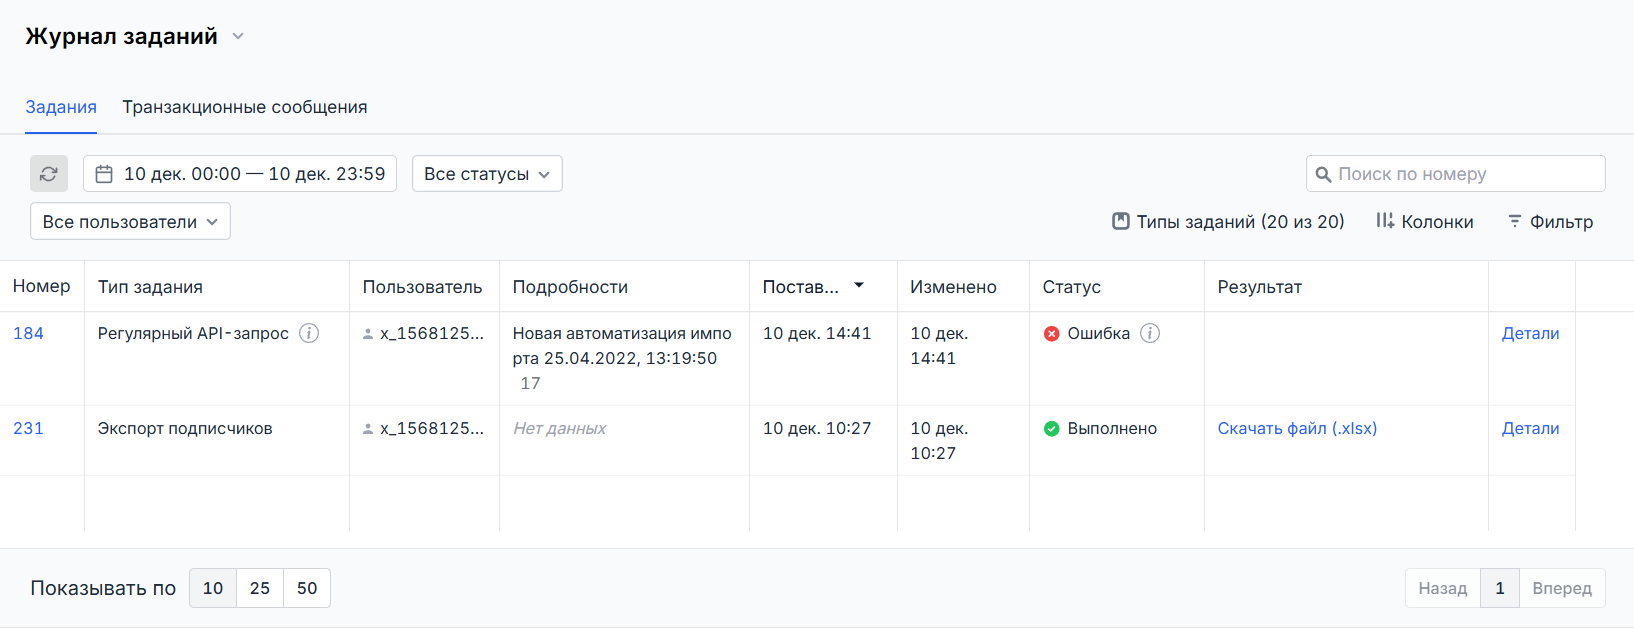 Журнал заданий
Задания Транзакционные сообщения
10 дек. 00:00 — 10 дек. 23:59 Все статусы Поиск по номеру
Все пользователи Типы заданий (20 из 20) Колонки Фильтр
Номер Тип задания Пользователь Подробности Постав... Изменено Статус Результат
184 Регулярный API-запрос x_1568125... Новая автоматизация импо 10 дек. 14:41 10 дек. Ошибка Детали
рта 25.04.2022, 13:19:50 14:41
17
231 Экспорт подписчиков x_1568125... Нет данных 10 дек. 10:27 10 дек. Выполнено Скачать файл (.xlsx) Детали
10:27
Показывать по 10 25 50 Назад 1 Вперед